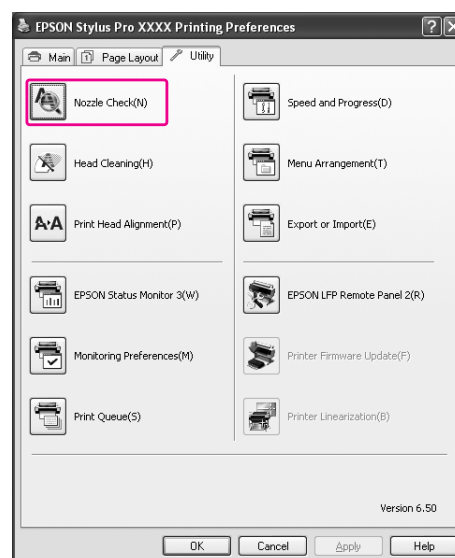 EPSON Stylus Pro XXXX Printing Preferences
Main Page Layout Utility
Nozzle Check(N)
Speed and Progress(D)
Head Cleaning(H)
Menu Arrangement(T)
A·A Print Head Alignment(P)
Export or Import(E)
EPSON Status Monitor 3(W)
EPSON LFP Remote Panel 2(R)
Monitoring Preferences(M)
Printer Firmware Update(F)
Print Queue(S)
Printer Linearization(B)
Version 6.50
OK Cancel Apply Help